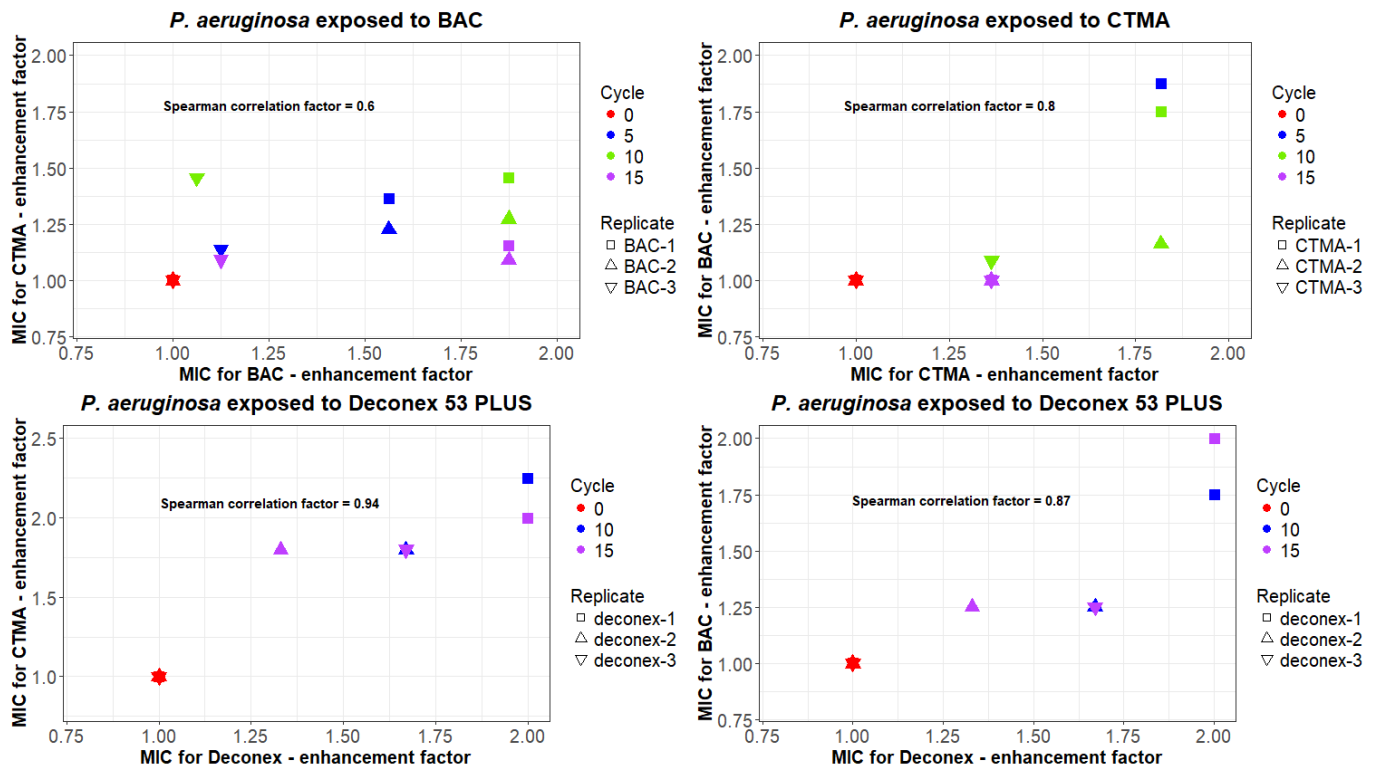 P. aeruginosa exposed to BAC
MIC for CTMA - enhancement factor
2.00
1.75
1.50
1.25
1.00
0.75
Spearman correlation factor = 0.6
0.75 1.00 1.25 1.50 1.75 2.00
MIC for BAC - enhancement factor
Cycle
0
5
10
15
Replicate
BAC-1
BAC-2
BAC-3
P. aeruginosa exposed to CTMA
MIC for BAC - enhancement factor
2.00
1.75
1.50
1.25
1.00
0.75
Spearman correlation factor = 0.8
0.75 1.00 1.25 1.50 1.75 2.00
MIC for CTMA - enhancement factor
Cycle
0
5
10
15
Replicate
CTMA-1
CTMA-2
CTMA-3
P. aeruginosa exposed to Deconex 53 PLUS
MIC for CTMA - enhancement factor
2.5
2.0
1.5
1.0
Spearman correlation factor = 0.94
0.75 1.00 1.25 1.50 1.75 2.00
MIC for Deconex - enhancement factor
Cycle
0
10
15
Replicate
deconex-1
deconex-2
deconex-3
P. aeruginosa exposed to Deconex 53 PLUS
MIC for BAC - enhancement factor
2.00
1.75
1.50
1.25
1.00
0.75
Spearman correlation factor = 0.87
0.75 1.00 1.25 1.50 1.75 2.00
MIC for Deconex - enhancement factor
Cycle
0
10
15
Replicate
deconex-1
deconex-2
deconex-3